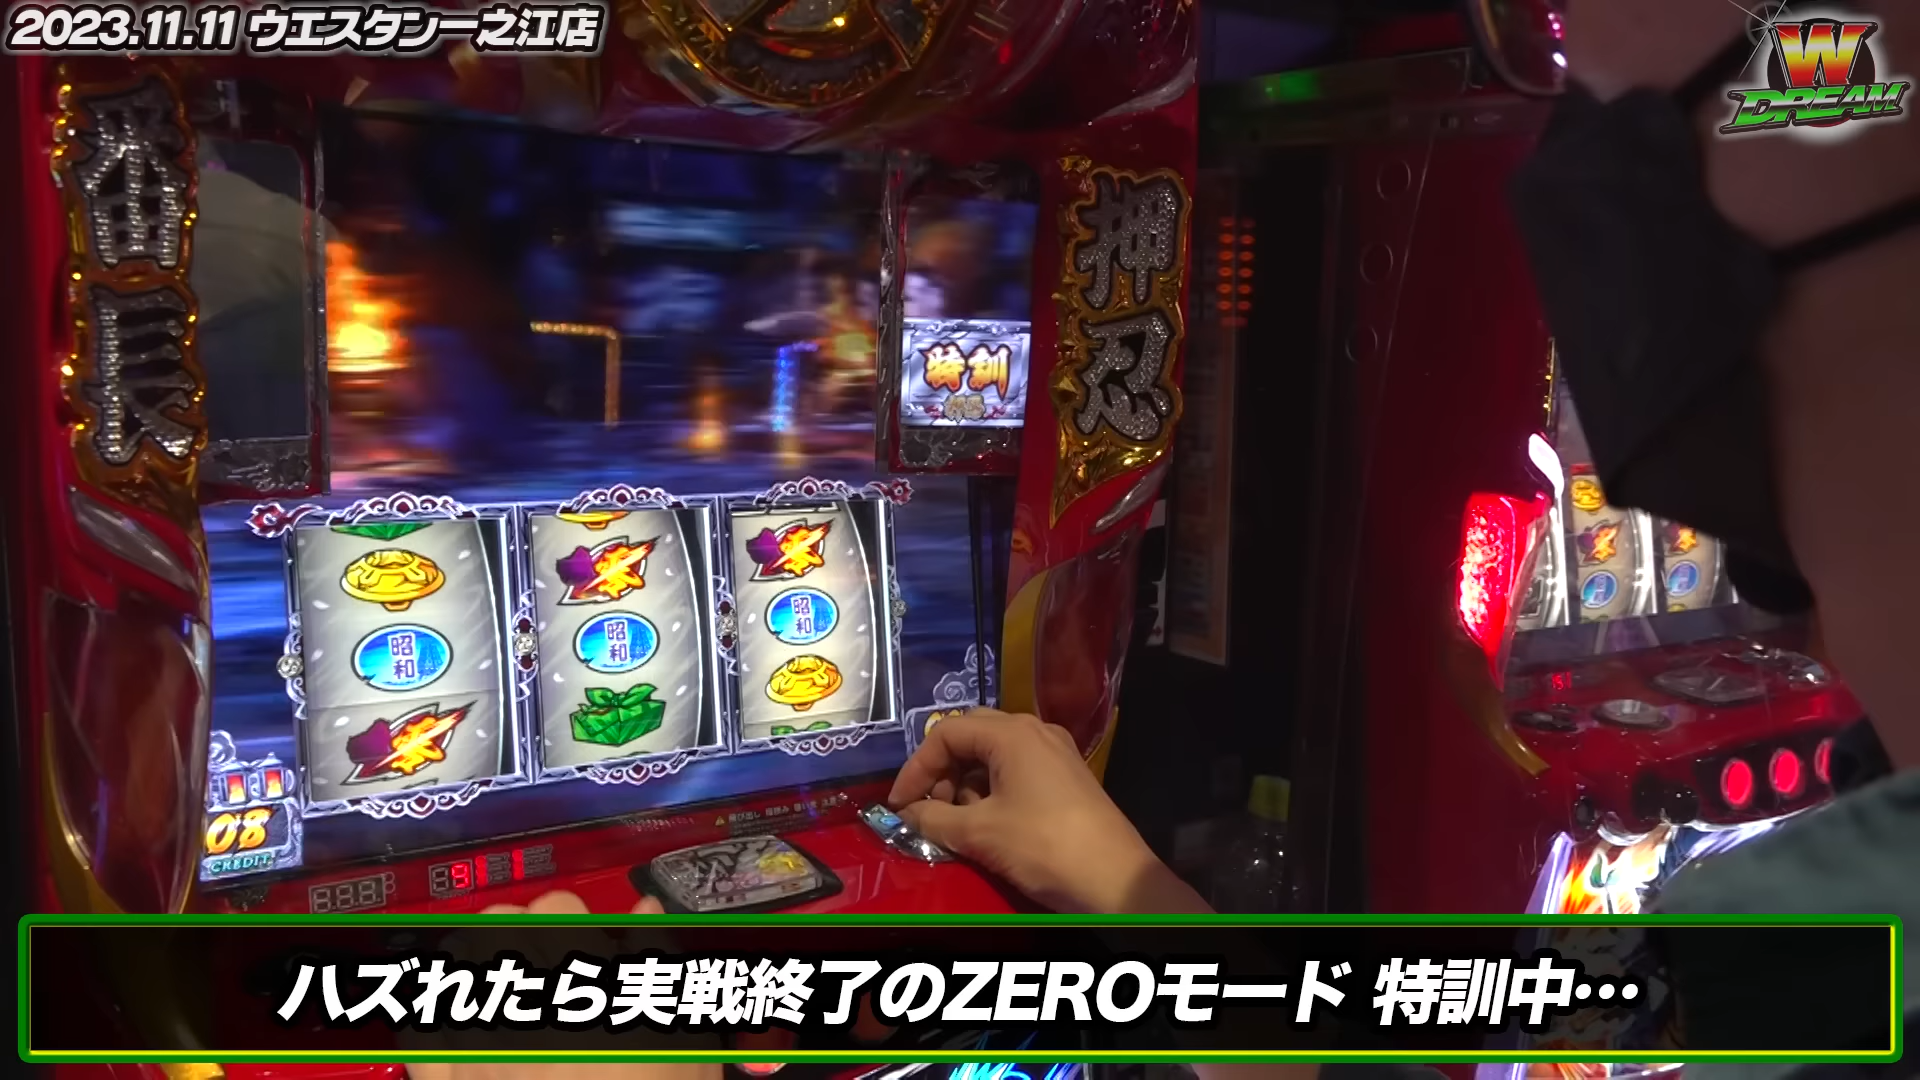 2023.11.11 ウエスタン一之江店
W
DREAM
番長
押忍
特訓
昭和
昭和
昭和
08
CREDIT
ハズれたら実戦終了のZEROモード 特訓中…